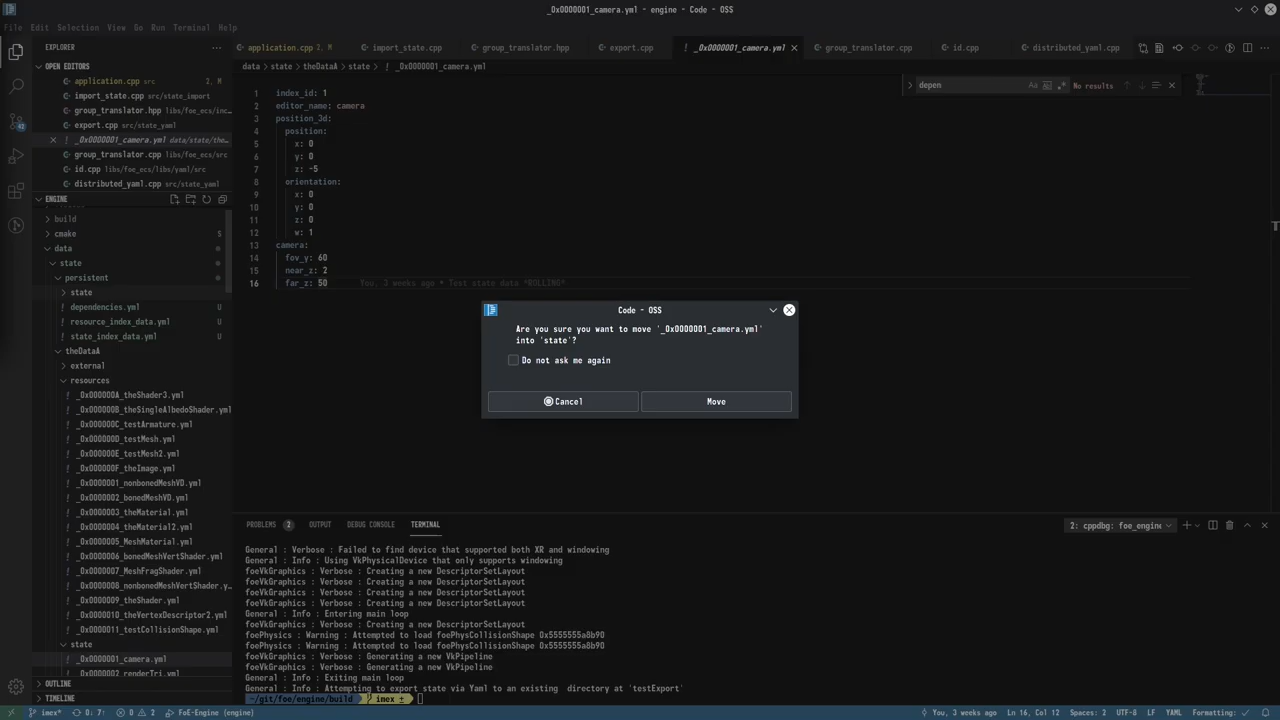 _0x0000001_camera.yml - engine - Code - OSS
File Edit Selection View Go Run Terminal Help
EXPLORER
OPEN EDITORS
application.cpp src 2, M
import_state.cpp src/state_import
group_translator.hpp libs/foe_ecs/inc...
export.cpp src/state_yaml
! _0x0000001_camera.yml data/state/the...
group_translator.cpp libs/foe_ecs/src
id.cpp libs/foe_ecs/libs/yaml/src
distributed_yaml.cpp src/state_yaml
ENGINE
build
cmake S
data
state
persistent
state
dependencies.yml
resource_index_data.yml
state_index_data.yml
theDataA
external
resources
! _0x000000A_theShader3.yml
! _0x000000B_theSingleAlbedoShader.yml
! _0x000000C_testArmature.yml
! _0x000000D_testMesh.yml
! _0x000000E_testMesh2.yml
! _0x000000F_theImage.yml
! _0x0000001_nonbonedMeshVD.yml
! _0x0000002_bonedMeshVD.yml
! _0x0000003_theMaterial.yml
! _0x0000004_theMaterial2.yml
! _0x0000005_MeshMaterial.yml
! _0x0000006_bonedMeshVertShader.yml
! _0x0000007_MeshFragShader.yml
! _0x0000008_nonbonedMeshVertShader.y...
! _0x0000009_theShader.yml
! _0x000001D_theVertexDescriptor2.yml
! _0x0000011_testCollisionShape.yml
state
! _0x0000001_camera.yml
! _0x0000002_renderTri.yml
OUTLINE
TIMELINE
application.cpp 2, M import_state.cpp group_translator.hpp export.cpp ! _0x0000001_camera.yml group_translator.cpp id.cpp distributed_yaml.cpp
data > state > theDataA > state > ! _0x0000001_camera.yml
depen Aa No results
1 index_id: 1
2 editor_name: camera
3 position_3d:
4 position:
5 x: 0
6 y: 0
7 z: -5
8 orientation:
9 x: 0
10 y: 0
11 z: 0
12 w: 1
13 camera:
14 fov_y: 60
15 near_z: 2
16 far_z: 50 You, 3 weeks ago • Test state data *ROLLING*
Code - OSS
Are you sure you want to move '_0x0000001_camera.yml'
into 'state'?
Do not ask me again
Cancel Move
PROBLEMS 2 OUTPUT DEBUG CONSOLE TERMINAL 2: cppdbg: foe_engine
General : Verbose : Failed to find device that supported both XR and windowing
General : Info : Using VkPhysicalDevice that only supports windowing
foeVkGraphics : Verbose : Creating a new DescriptorSetLayout
foeVkGraphics : Verbose : Creating a new DescriptorSetLayout
foeVkGraphics : Verbose : Creating a new DescriptorSetLayout
foeVkGraphics : Verbose : Creating a new DescriptorSetLayout
General : Info : Entering main loop
foeVkGraphics : Verbose : Creating a new DescriptorSetLayout
foePhysics : Warning : Attempted to load foePhysCollisionShape 0x5555555a8b90
foePhysics : Warning : Attempted to load foePhysCollisionShape 0x5555555a8b90
foeVkGraphics : Verbose : Generating a new VkPipeline
foeVkGraphics : Verbose : Generating a new VkPipeline
General : Info : Exiting main loop
General : Info : Attempting to export state via Yaml to an existing directory at 'testExport'
~/git/foe/engine/build imex ±
imex* 0↓ 7↑ 0 2 FoE-Engine (engine) You, 3 weeks ago Ln 16, Col 12 Spaces: 2 UTF-8 LF YAML Formatting: